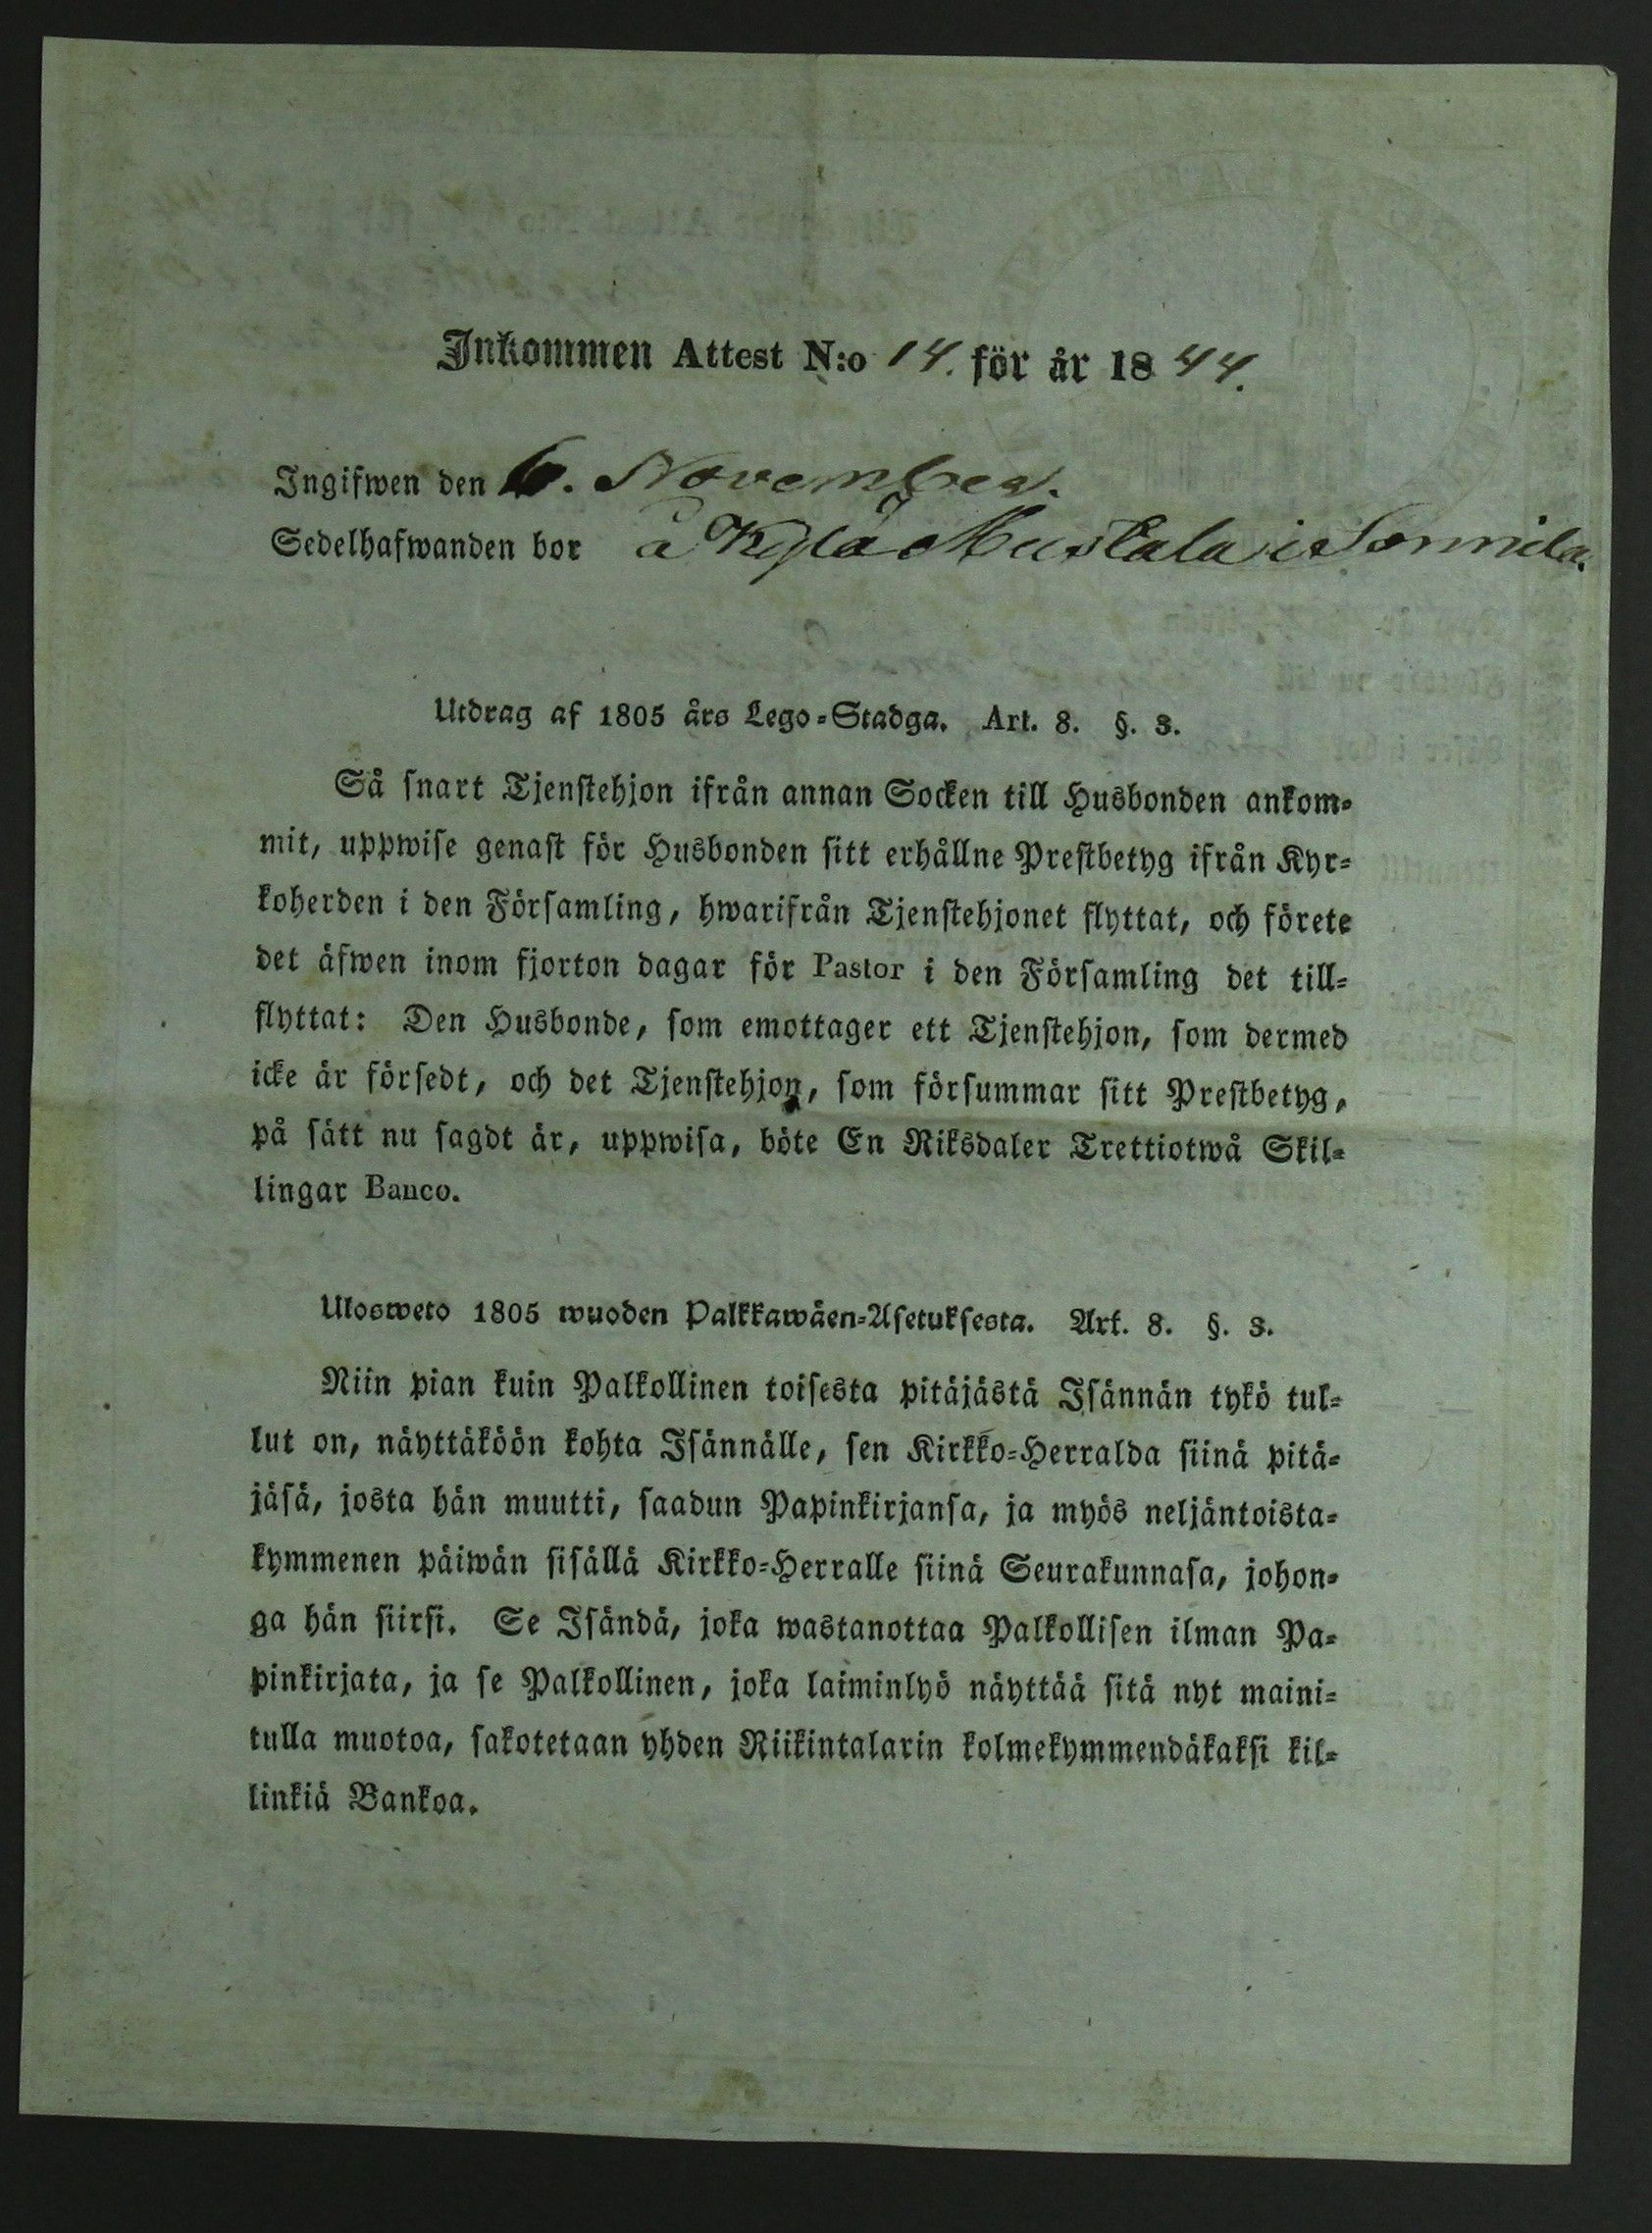 Inkommen Attest N:o 14. för år 1844.
Ingifwen den 6. November.
Sedelhafwanden bor å Kylä Mustala i Sonnila.
Utdrag af 1805 års Lego-Stadga. Art. 8. §. 3.
Så snart Tjenstehjon ifrån annan Socken till Husbonden ankom-
mit, uppwise genast för Husbonden sitt erhållne Prestbetyg ifrån Kyr-
koherden i den Församling, hwarifrån Tjenstehjonet flyttat, och förete
det äfwen inom fjorton dagar för Pastor i den Församling det till-
flyttat: Den Husbonde, som emottager ett Tjenstehjon, som dermed
icke är försedt, och det Tjenstehjon, som försummar sitt Prestbetyg,
på sätt nu sagdt är, uppwisa, böte En Riksdaler Trettiotwå Skil-
lingar Banco.
Ulosweto 1805 wuoden Palkkawäen-Asetuksesta. Art. 8. §. 3.
Niin pian kuin Palkollinen toisesta pitäjästä Isännän tykö tul-
lut on, näyttäköön kohta Isännälle, sen Kirkko-Herralda siinä pitä-
jäsä, josta hän muutti, saadun Papinkirjansa, ja myös neljäntoista-
kymmenen päiwän sisällä Kirkko-Herralle siinä Seurakunnasa, johon-
ga hän siirsi. Se Isändä, joka wastanottaa Palkollisen ilman Pa-
pinkirjata, ja se Palkollinen, joka laiminlyö näyttää sitä nyt maini-
tulla muotoa, sakotetaan yhden Riikintalarin kolmekymmendäkaksi kil-
linkiä Bankoa.